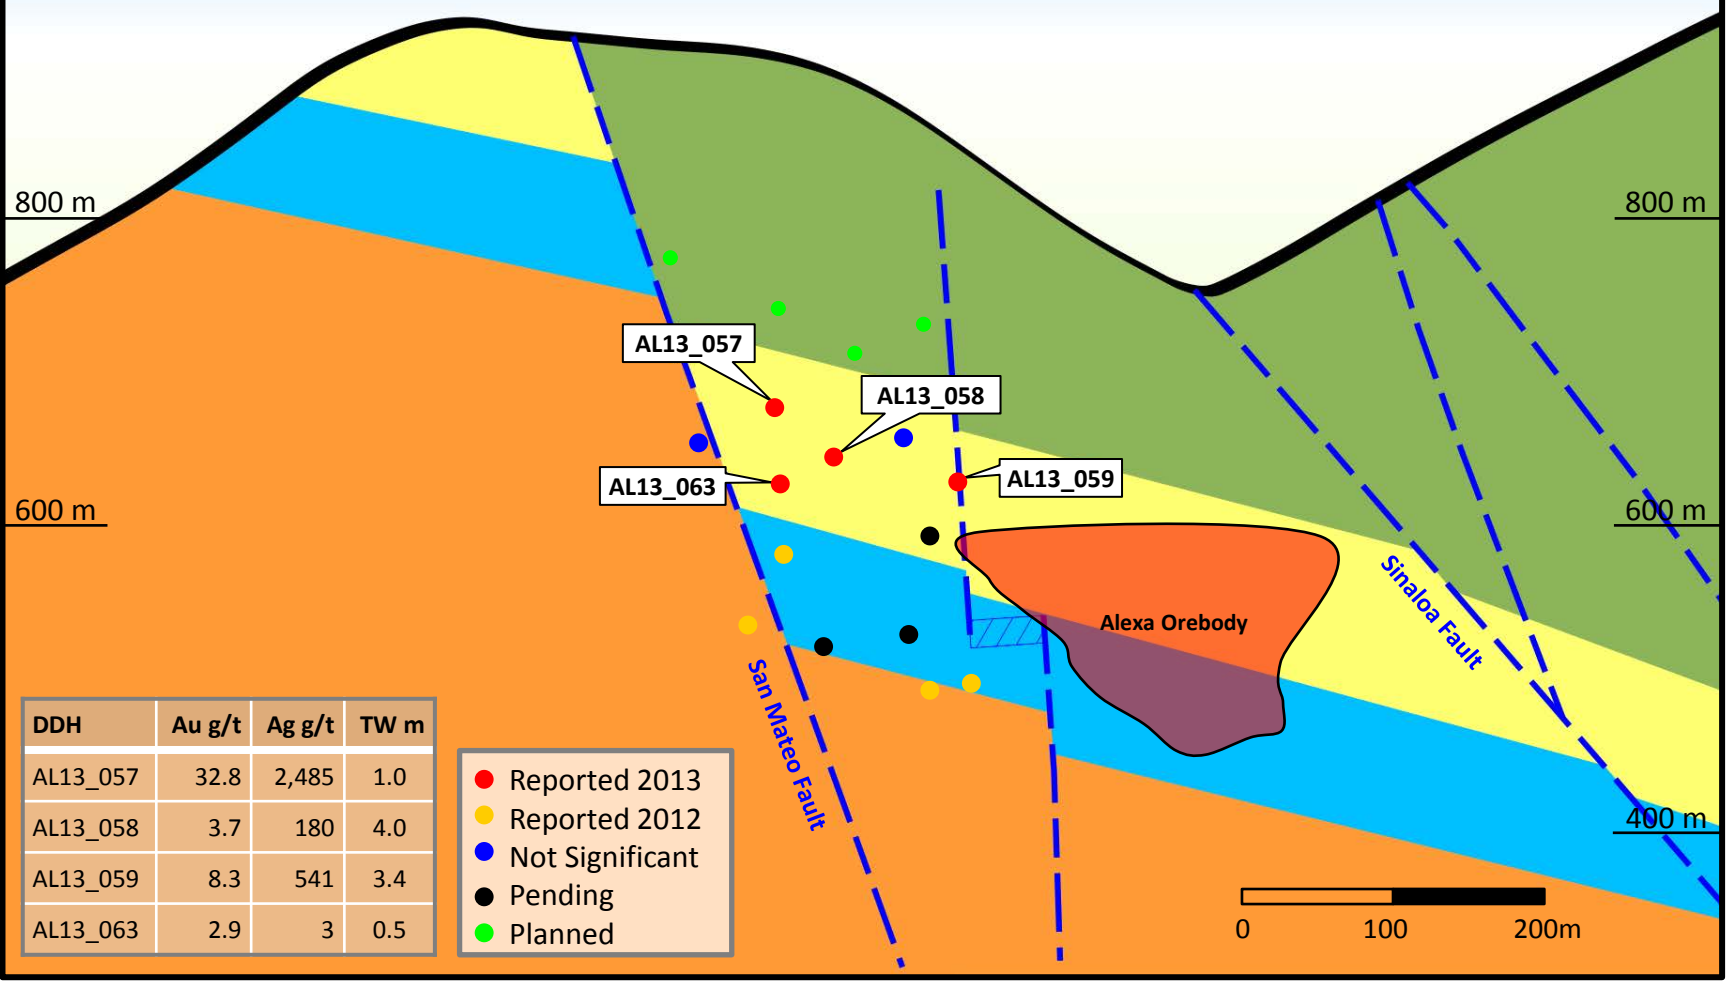 800 m
800 m
AL13_057
AL13_058
AL13_063
AL13_059
600 m
600 m
Sinaloa Fault
Alexa Orebody
San Mateo Fault
DDH Au g/t Ag g/t TW m
AL13_057 32.8 2,485 1.0
AL13_058 3.7 180 4.0
AL13_059 8.3 541 3.4
AL13_063 2.9 3 0.5
Reported 2013
Reported 2012
Not Significant
Pending
Planned
400 m
0 100 200m